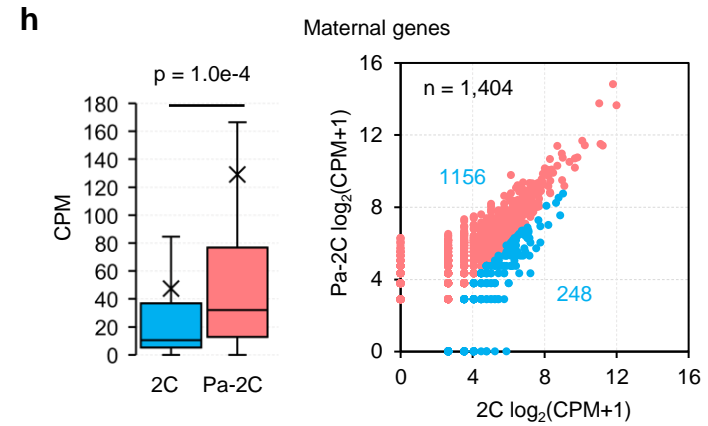 h
Maternal genes
p = 1.0e-4
CPM
180
160
140
120
100
80
60
40
20
0
2C
Pa-2C
Pa-2C log₂(CPM+1)
16
12
8
4
0
n = 1,404
1156
248
0
4
8
12
16
2C log₂(CPM+1)